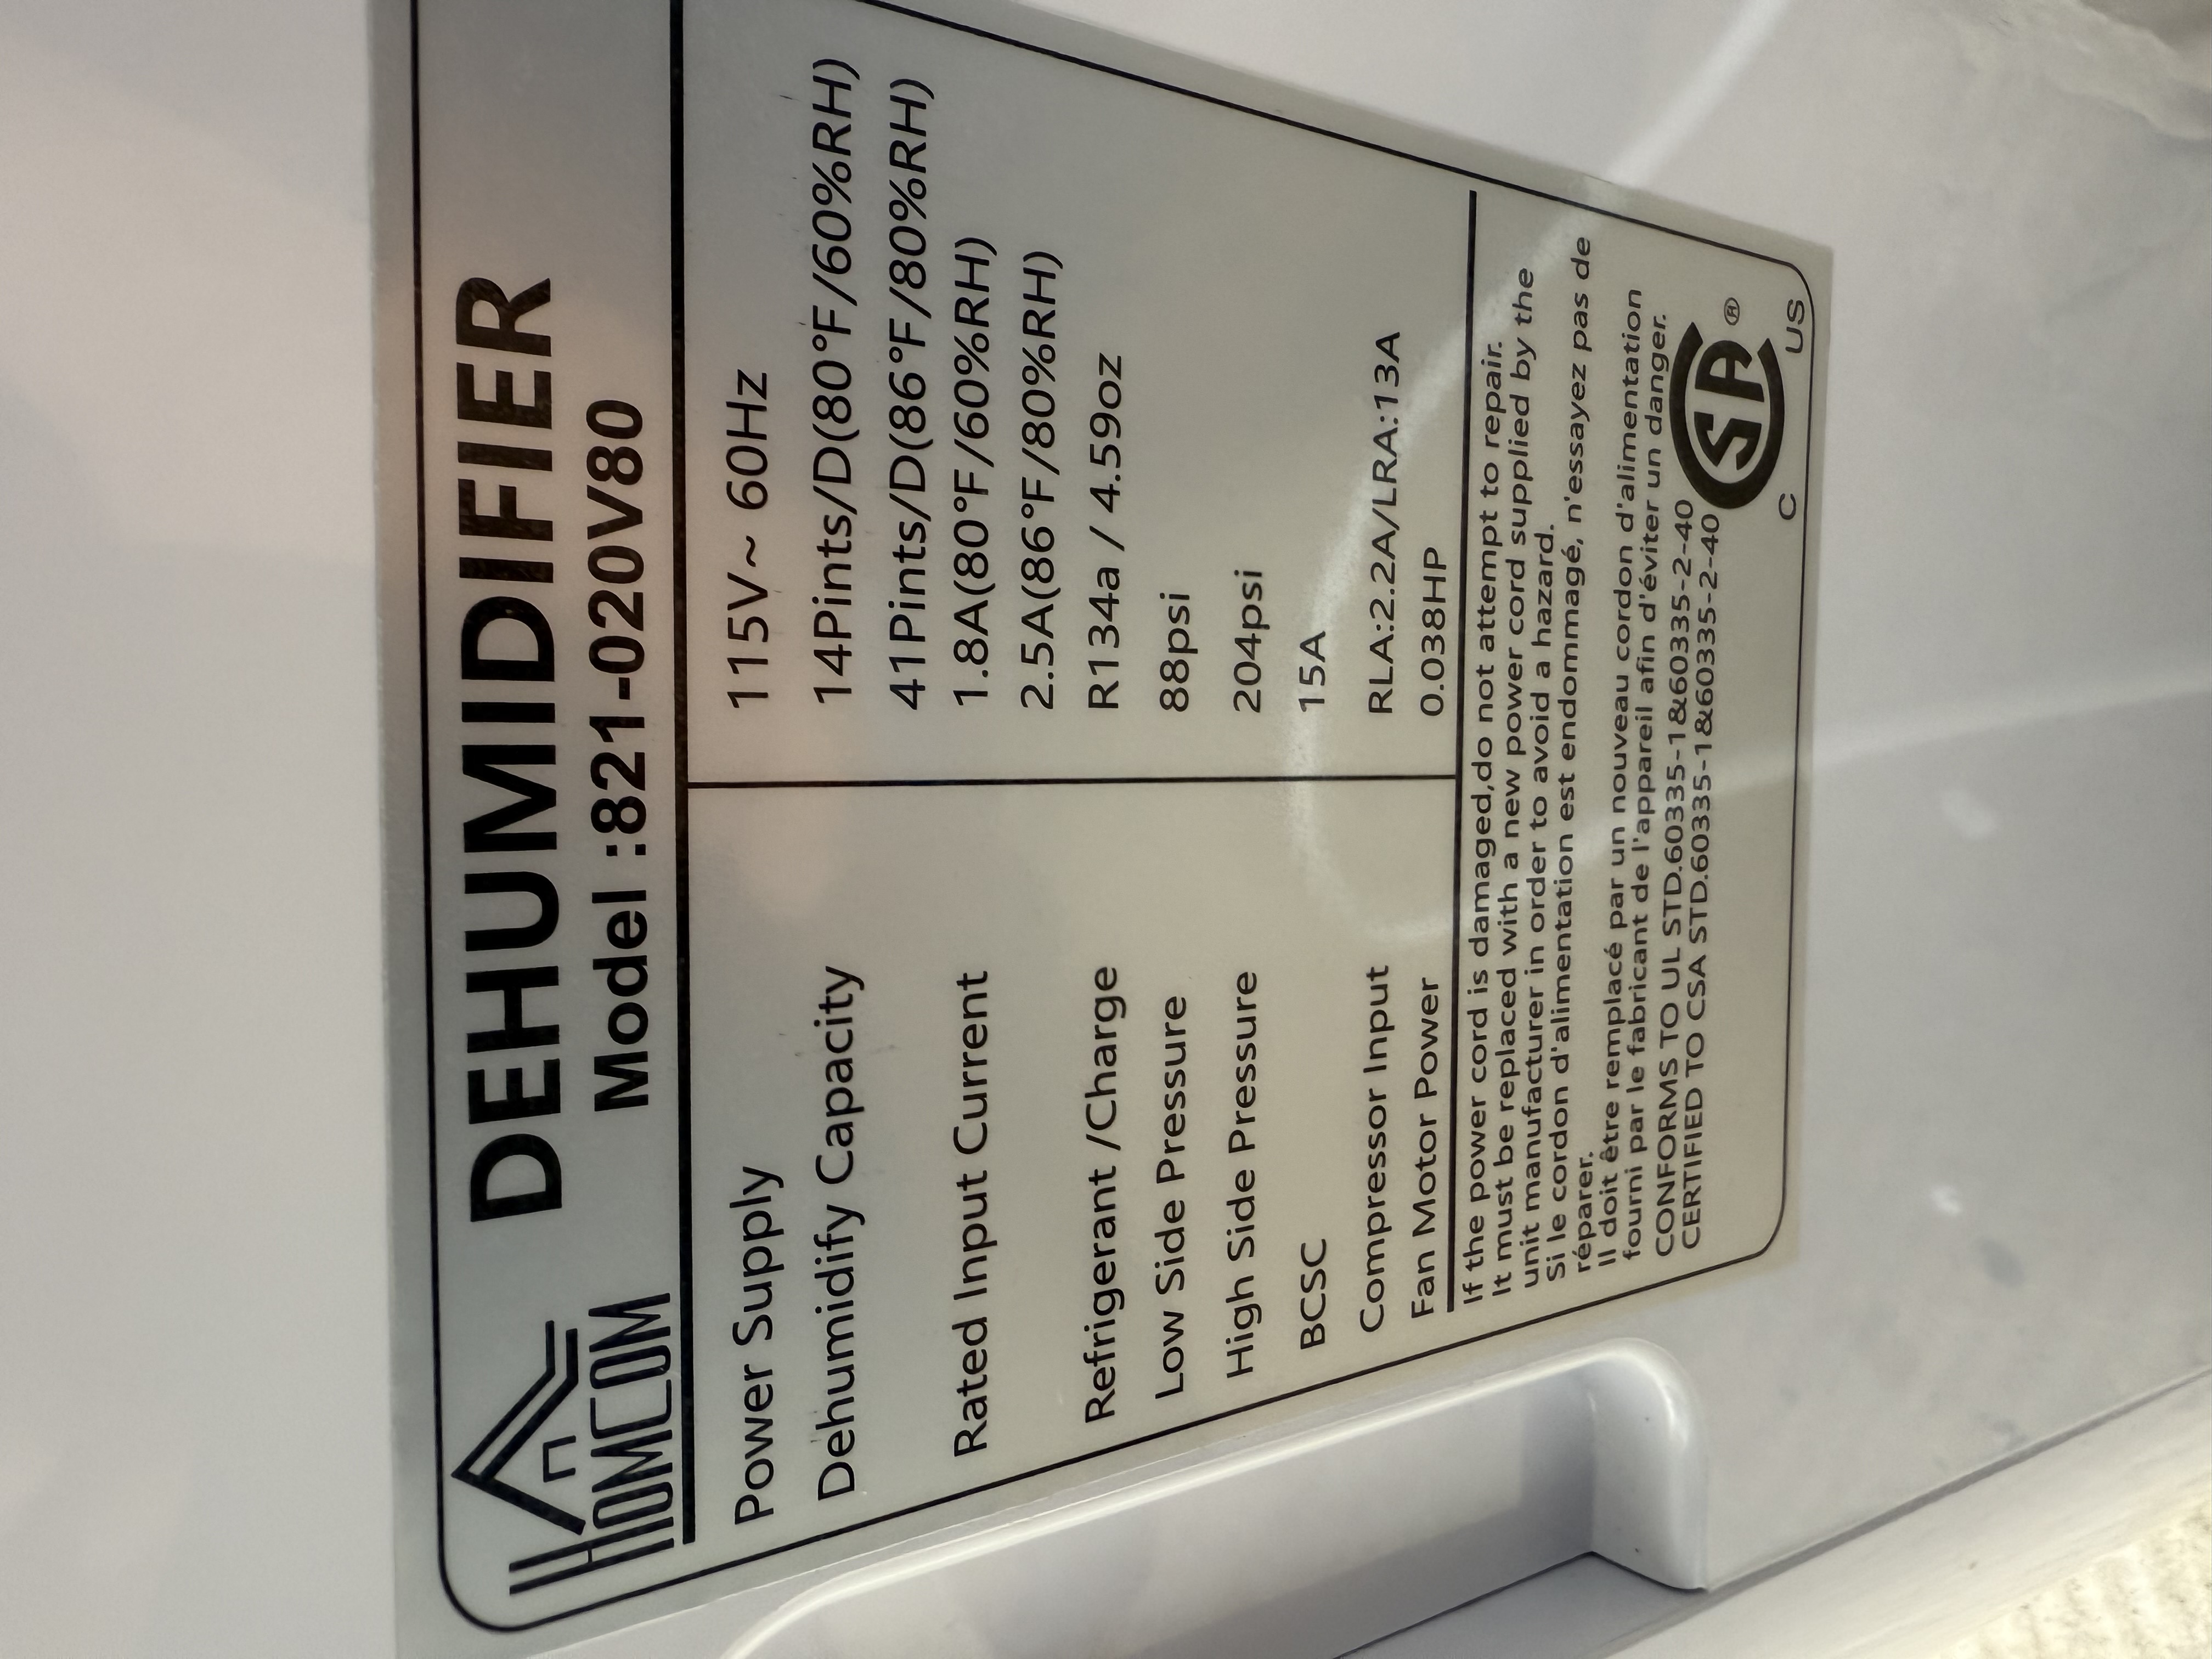 HOMCOM
DEHUMIDIFIER
Model :821-020V80
Power Supply 115V~ 60Hz
Dehumidify Capacity 14Pints/D(80°F/60%RH)
41Pints/D(86°F/80%RH)
Rated Input Current 1.8A(80°F/60%RH)
2.5A(86°F/80%RH)
Refrigerant /Charge R134a / 4.59oz
Low Side Pressure 88psi
High Side Pressure 204psi
BCSC 15A
Compressor Input RLA:2.2A/LRA:13A
Fan Motor Power 0.038HP
If the power cord is damaged,do not attempt to repair.
It must be replaced with a new power cord supplied by the
unit manufacturer in order to avoid a hazard.
Si le cordon d'alimentation est endommagé, n'essayez pas de
réparer.
Il doit être remplacé par un nouveau cordon d'alimentation
fourni par le fabricant de l'appareil afin d'éviter un danger.
CONFORMS TO UL STD.60335-1&60335-2-40
CERTIFIED TO CSA STD.60335-1&60335-2-40
CSA ®
C US